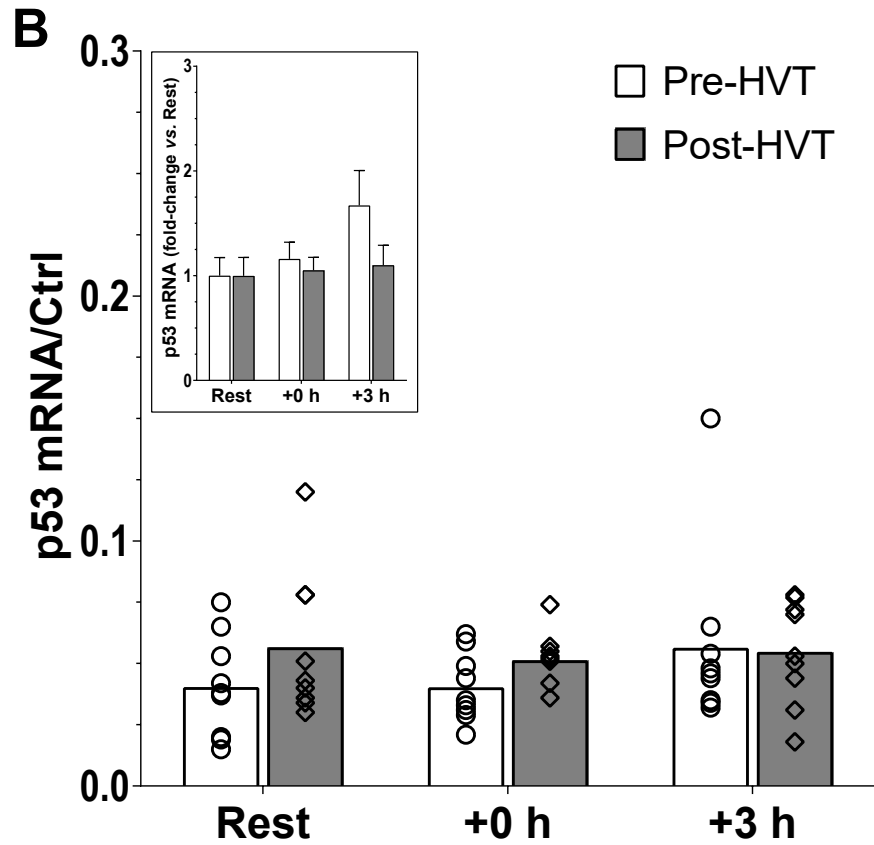 B
p53 mRNA/Ctrl
0.3
0.2
0.1
0.0
Rest
+0 h
+3 h
Pre-HVT
Post-HVT
p53 mRNA (fold-change vs. Rest)
3
2
1
0
Rest
+0 h
+3 h